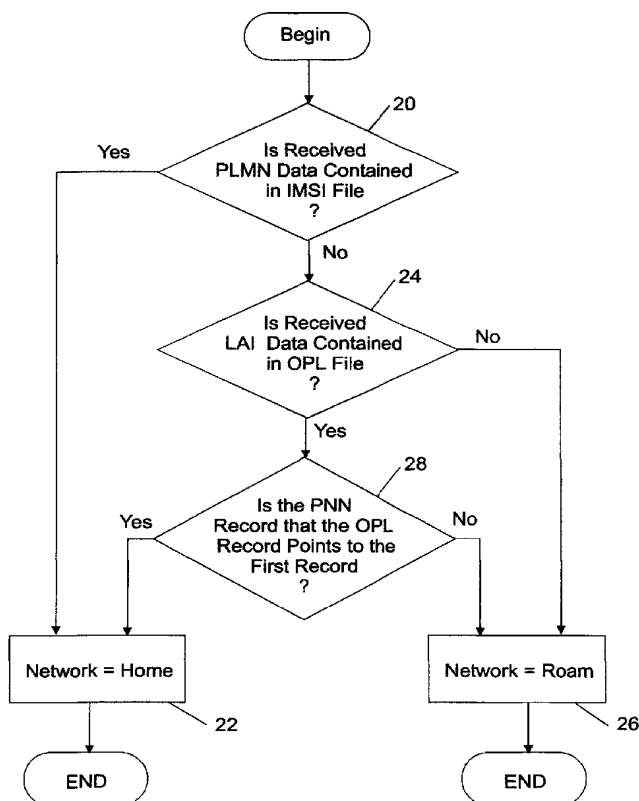 Begin
20
Yes
Is Received
PLMN Data Contained
in IMSI File
?
No
24
Is Received
LAI Data Contained
in OPL File
?
No
Yes
28
Yes
Is the PNN
Record that the OPL
Record Points to the
First Record
?
No
Network = Home
Network = Roam
22
26
END
END